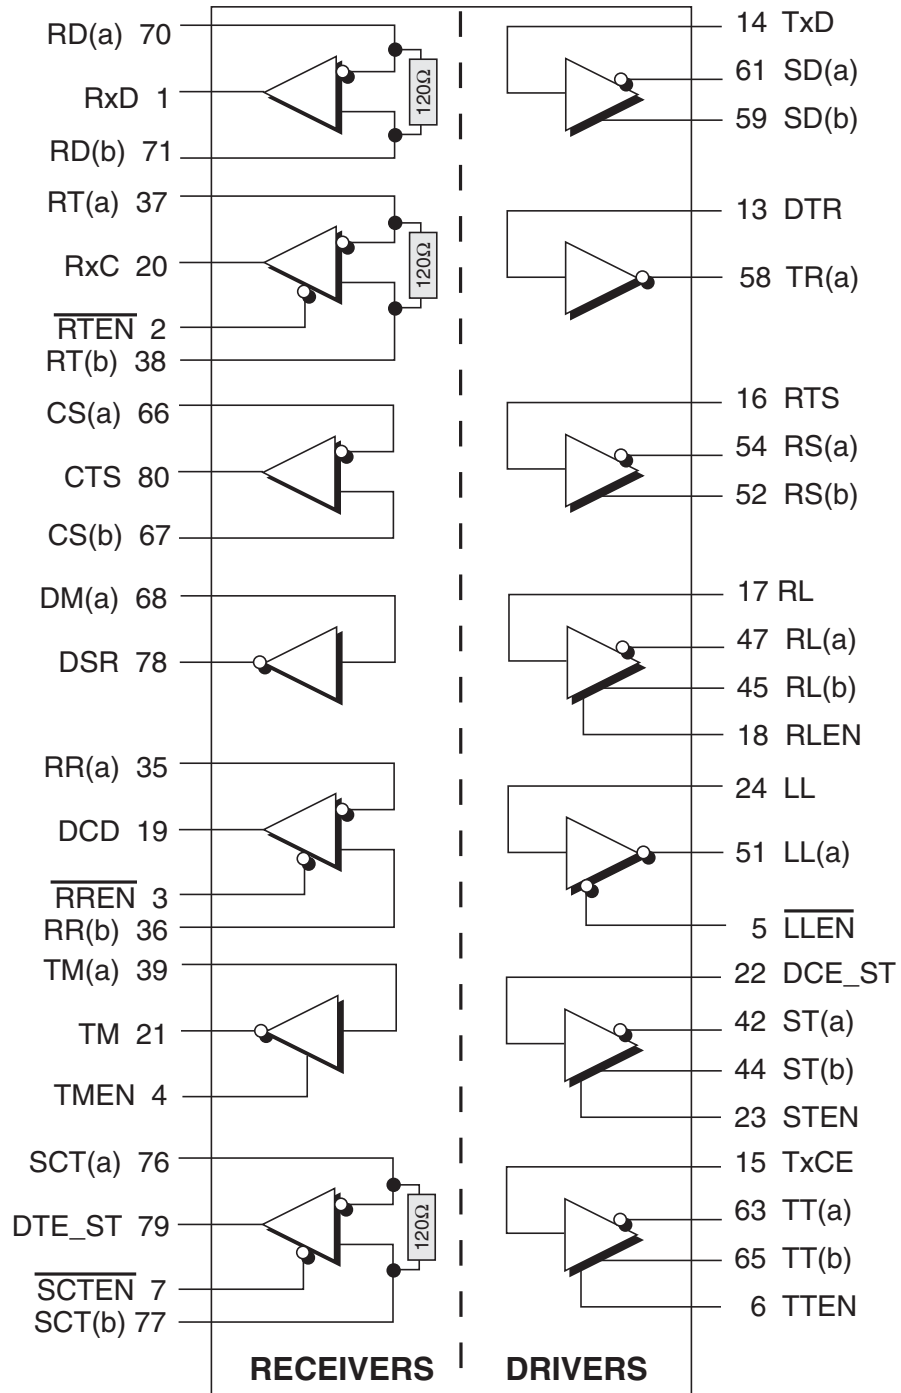 RD(a) 70
RxD 1
RD(b) 71
120Ω
RT(a) 37
RxC 20
RTEN 2
RT(b) 38
120Ω
CS(a) 66
CTS 80
CS(b) 67
DM(a) 68
DSR 78
RR(a) 35
DCD 19
RREN 3
RR(b) 36
TM(a) 39
TM 21
TMEN 4
SCT(a) 76
DTE_ST 79
SCTEN 7
SCT(b) 77
120Ω
RECEIVERS
14 TxD
61 SD(a)
59 SD(b)
13 DTR
58 TR(a)
16 RTS
54 RS(a)
52 RS(b)
17 RL
47 RL(a)
45 RL(b)
18 RLEN
24 LL
51 LL(a)
5 LLEN
22 DCE_ST
42 ST(a)
44 ST(b)
23 STEN
15 TxCE
63 TT(a)
65 TT(b)
6 TTEN
DRIVERS